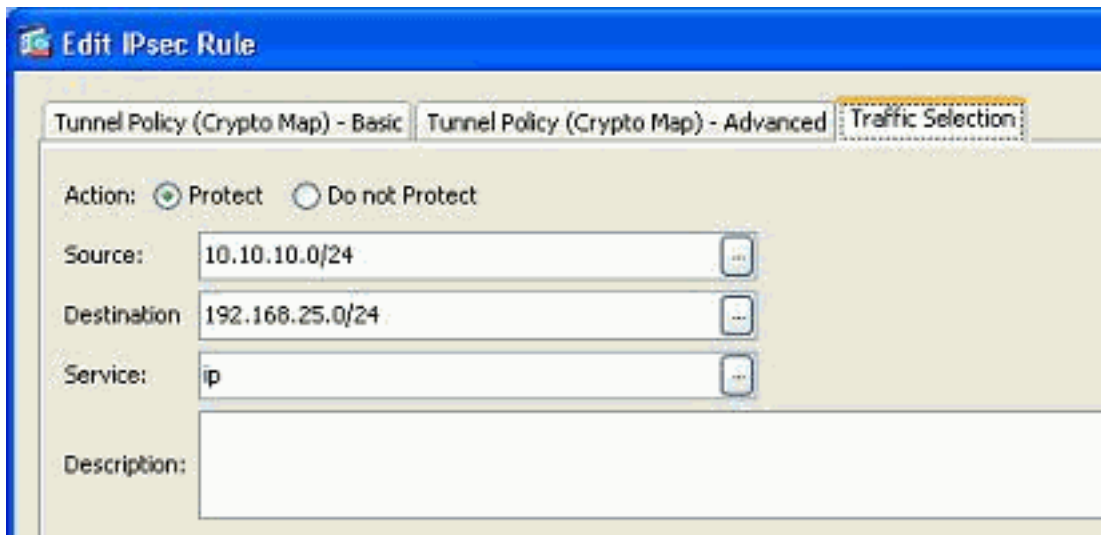 Edit IPsec Rule
Tunnel Policy (Crypto Map) - Basic Tunnel Policy (Crypto Map) - Advanced Traffic Selection
Action: Protect Do not Protect
Source: 10.10.10.0/24 ...
Destination 192.168.25.0/24 ...
Service: ip ...
Description: